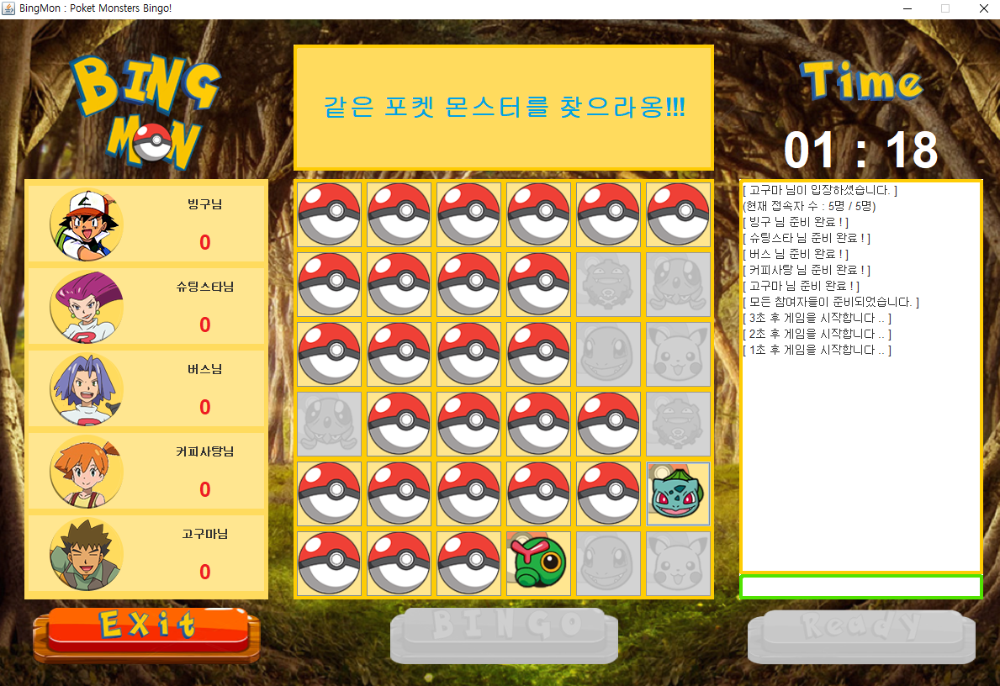 BingMon : Poket Monsters Bingo!
BING
MON
같은 포켓 몬스터를 찾으라옹!!!
Time
01 : 18
빙구님
0
슈팅스타님
0
버스님
0
커피사탕님
0
고구마님
0
[ 고구마 님이 입장하셨습니다. ]
(현재 접속자 수 : 5명 / 5명)
[ 빙구 님 준비 완료 ! ]
[ 슈팅스타 님 준비 완료 ! ]
[ 버스 님 준비 완료 ! ]
[ 커피사탕 님 준비 완료 ! ]
[ 고구마 님 준비 완료 ! ]
[ 모든 참여자들이 준비되었습니다. ]
[ 3초 후 게임을 시작합니다 .. ]
[ 2초 후 게임을 시작합니다 .. ]
[ 1초 후 게임을 시작합니다 .. ]
EXit
BINGO
Ready